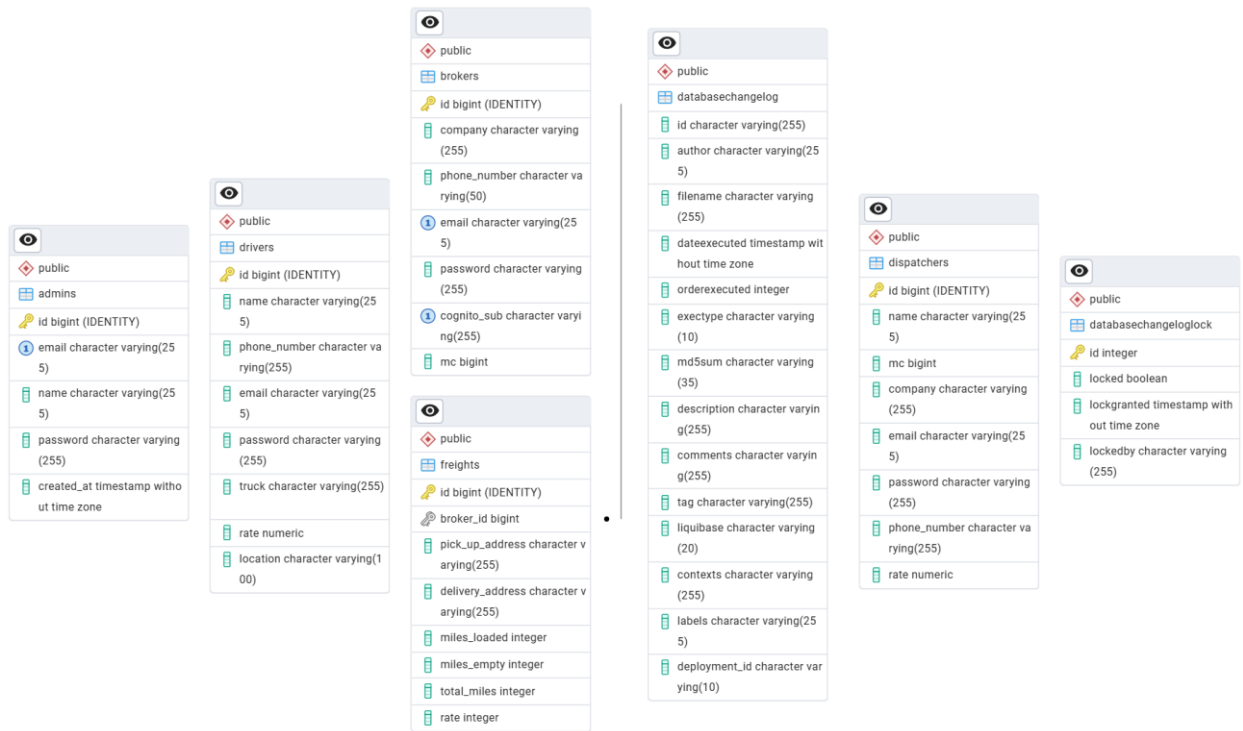 public
admins
id bigint (IDENTITY)
email character varying(25
5)
name character varying(25
5)
password character varying
(255)
created_at timestamp witho
ut time zone
public
drivers
id bigint (IDENTITY)
name character varying(25
5)
phone_number character va
rying(255)
email character varying(25
5)
password character varying
(255)
truck character varying(255)
rate numeric
location character varying(1
00)
public
brokers
id bigint (IDENTITY)
company character varying
(255)
phone_number character va
rying(50)
1 email character varying(25
5)
password character varying
(255)
1 cognito_sub character varyi
ng(255)
mc bigint
public
freights
id bigint (IDENTITY)
broker_id bigint
pick_up_address character v
arying(255)
delivery_address character v
arying(255)
miles_loaded integer
miles_empty integer
total_miles integer
rate integer
public
databasechangelog
id character varying(255)
author character varying(25
5)
filename character varying
(255)
dateexecuted timestamp wit
hout time zone
orderexecuted integer
exectype character varying
(10)
md5sum character varying
(35)
description character varyin
g(255)
comments character varyin
g(255)
tag character varying(255)
liquibase character varying
(20)
contexts character varying
(255)
labels character varying(25
5)
deployment_id character var
ying(10)
public
dispatchers
id bigint (IDENTITY)
name character varying(25
5)
mc bigint
company character varying
(255)
email character varying(25
5)
password character varying
(255)
phone_number character va
rying(255)
rate numeric
public
databasechangeloglock
id integer
locked boolean
lockgranted timestamp with
out time zone
lockedby character varying
(255)